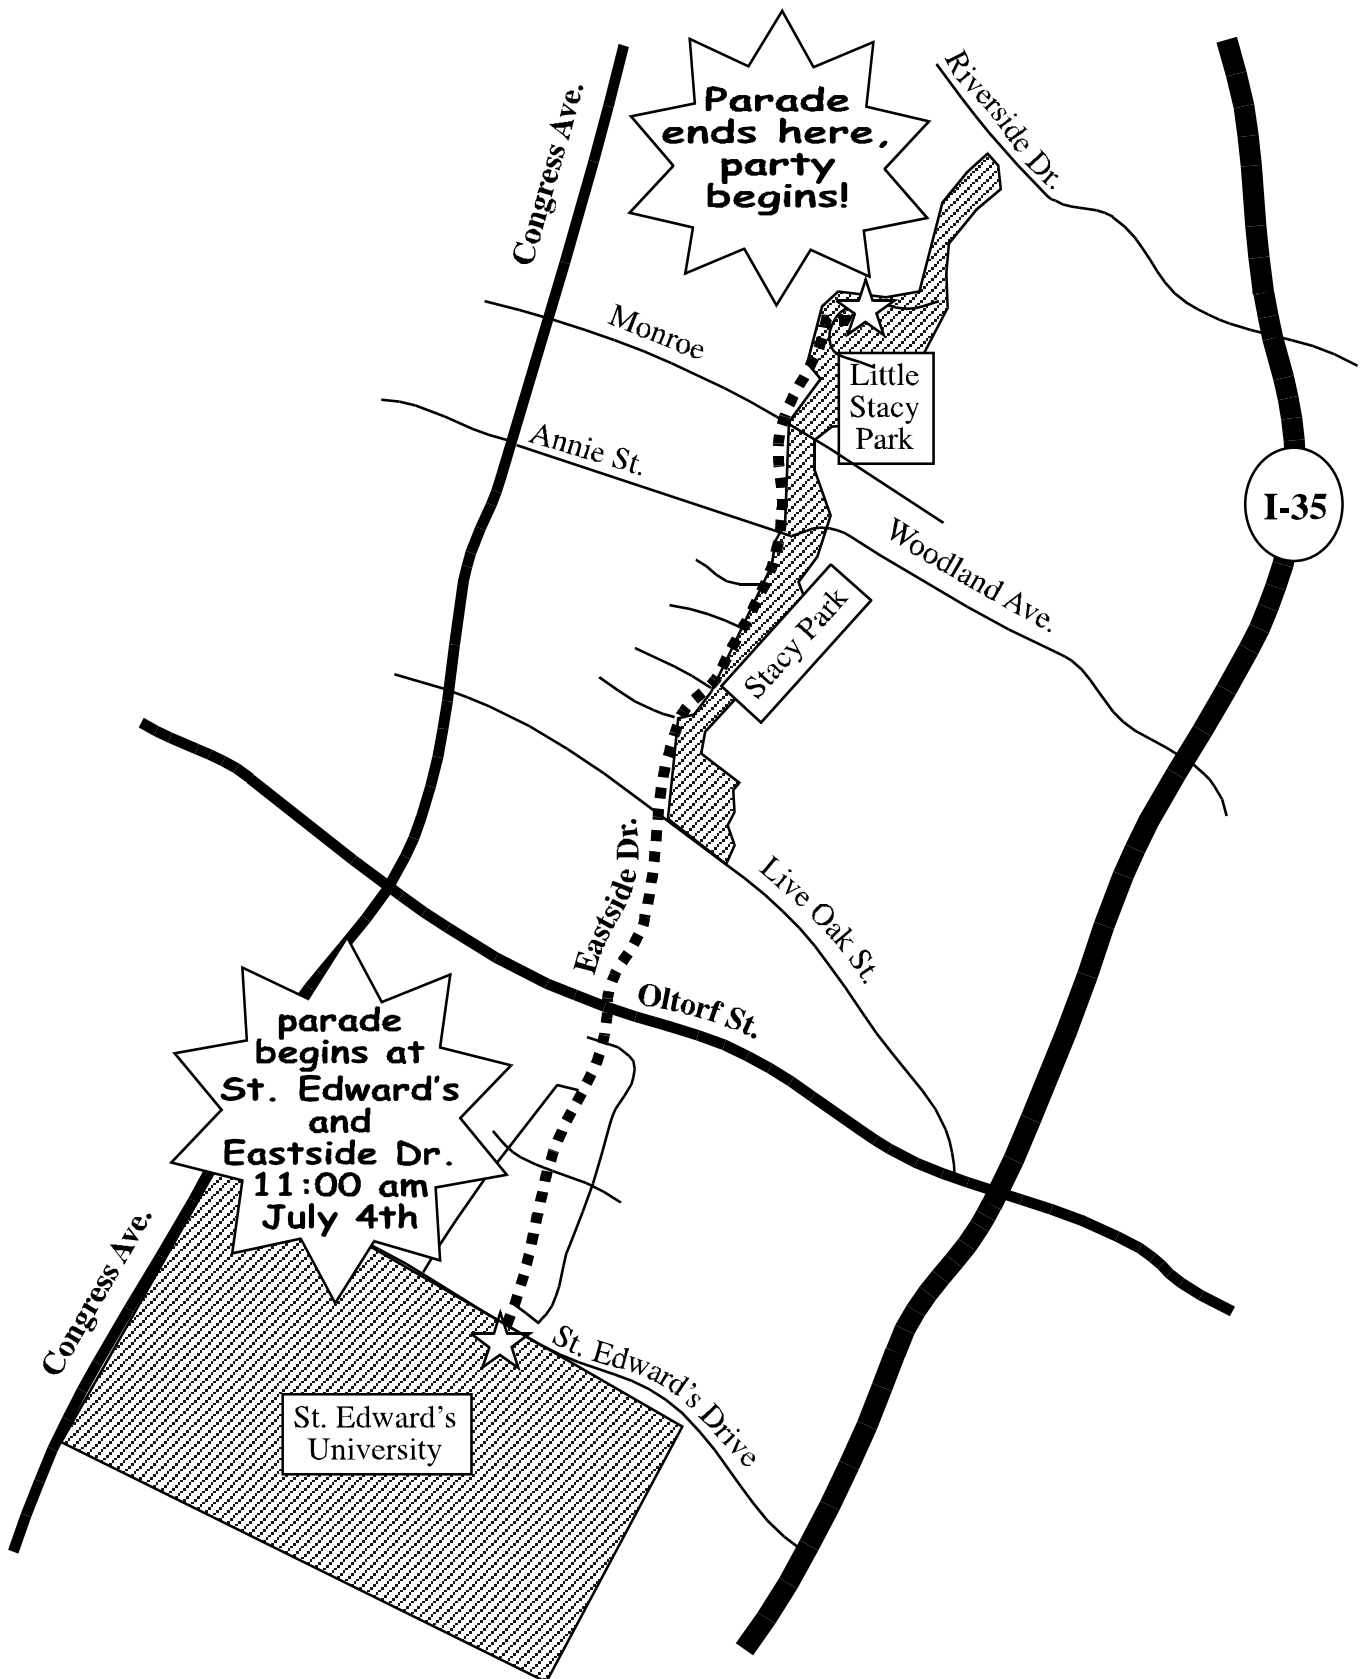 Parade
ends here,
party
begins!
Riverside Dr.
Congress Ave.
Monroe
Little
Stacy
Park
Annie St.
I-35
Woodland Ave.
Stacy Park
Eastside Dr.
Live Oak St.
Oltorf St.
parade
begins at
St. Edward's
and
Eastside Dr.
11:00 am
July 4th
Congress Ave.
St. Edward's Drive
St. Edward's
University